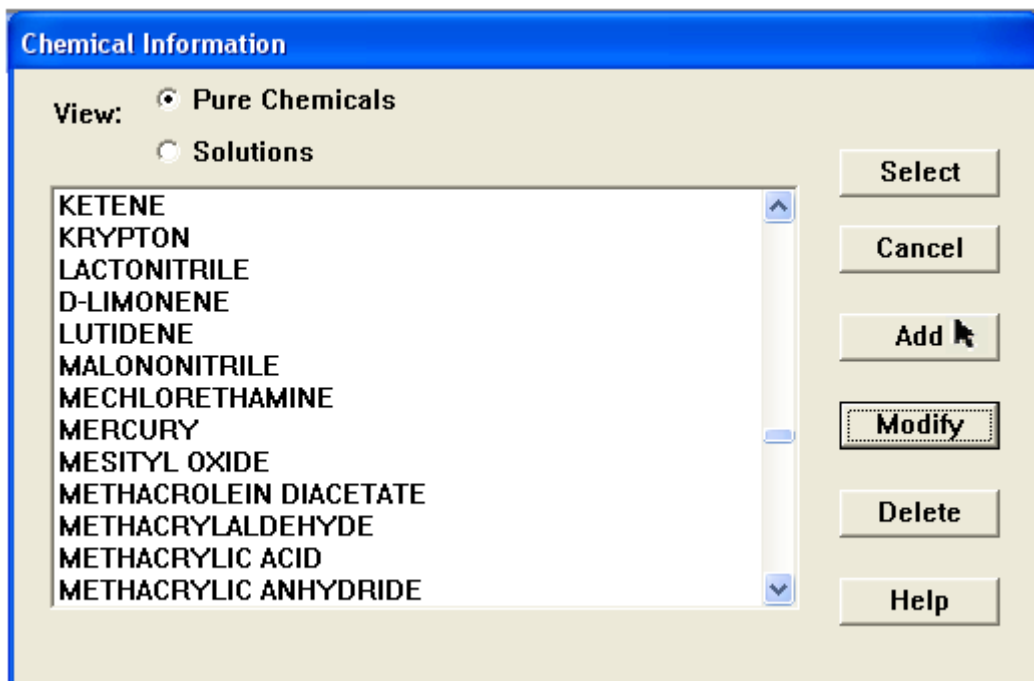 Chemical Information
View:
Pure Chemicals
Solutions
KETENE
KRYPTON
LACTONITRILE
D-LIMONENE
LUTIDENE
MALONONITRILE
MECHLORETHAMINE
MERCURY
MESITYL OXIDE
METHACROLEIN DIACETATE
METHACRYLALDEHYDE
METHACRYLIC ACID
METHACRYLIC ANHYDRIDE
Select
Cancel
Add
Modify
Delete
Help